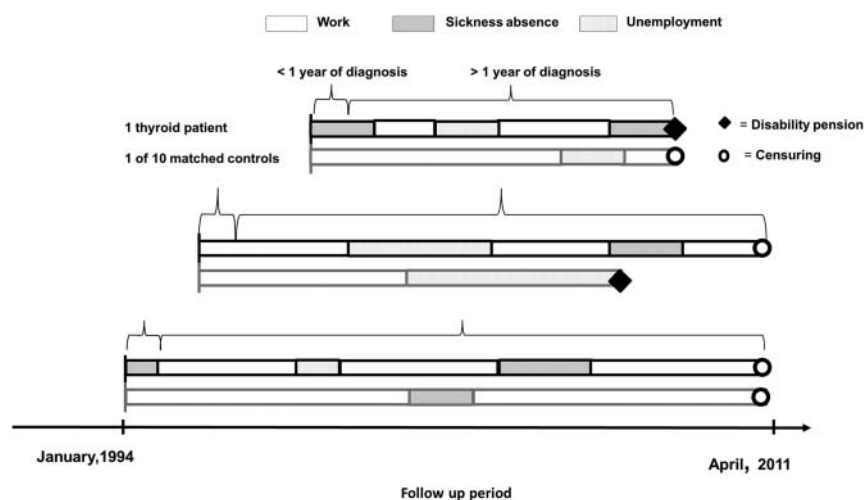 Work Sickness absence Unemployment
< 1 year of diagnosis > 1 year of diagnosis
1 thyroid patient = Disability pension
1 of 10 matched controls = Censuring
January,1994 April, 2011
Follow up period